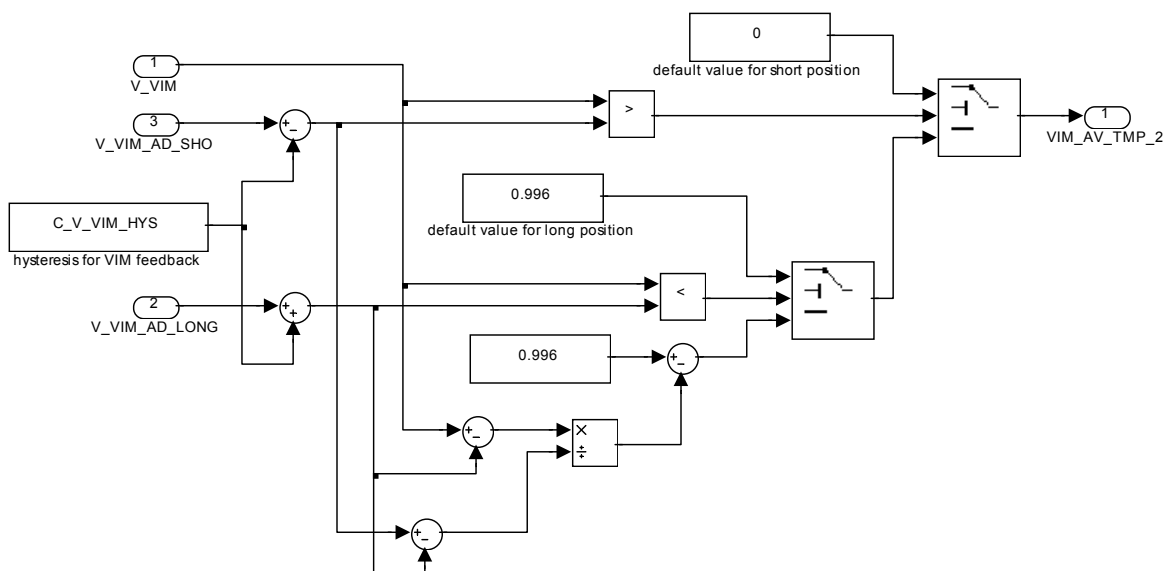 0
default value for short position
1
V_VIM
>
1
VIM_AV_TMP_2
3
V_VIM_AD_SHO
0.996
default value for long position
C_V_VIM_HYS
hysteresis for VIM feedback
<
2
V_VIM_AD_LONG
0.996
×
÷